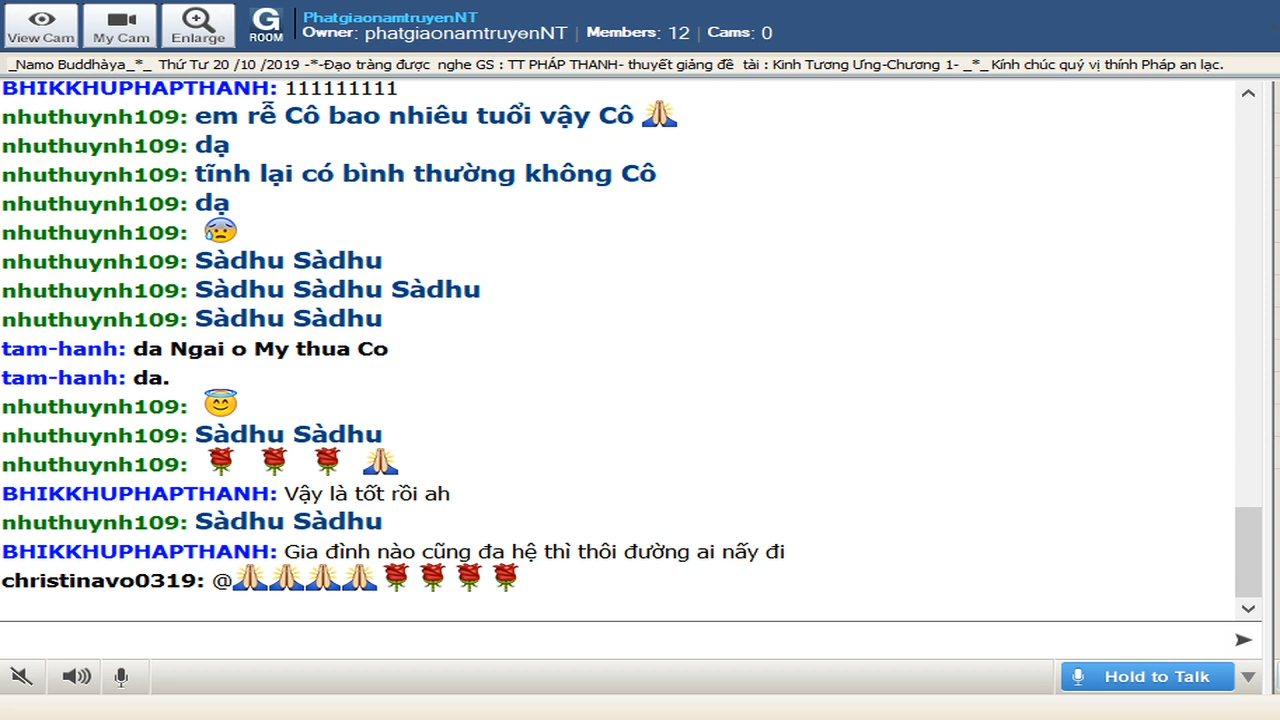 View Cam
My Cam
Enlarge
G
ROOM
PhatgiaonamtruyenNT
Owner: phatgiaonamtruyenNT | Members: 12 | Cams: 0
_Namo Buddhàya_*_ Thứ Tư 20 /10 /2019 -*-Đạo tràng được nghe GS : TT PHÁP THANH- thuyết giảng đề tài : Kinh Tương Ưng-Chương 1- _*_ Kính chúc quý vị thính Pháp an lạc.
BHIKKHUPHAPTHANH: 111111111
nhuthuynh109: em rễ Cô bao nhiêu tuổi vậy Cô 🙏
nhuthuynh109: dạ
nhuthuynh109: tĩnh lại có bình thường không Cô
nhuthuynh109: dạ
nhuthuynh109: 😰
nhuthuynh109: Sàdhu Sàdhu
nhuthuynh109: Sàdhu Sàdhu Sàdhu
nhuthuynh109: Sàdhu Sàdhu
tam-hanh: da Ngai o My thua Co
tam-hanh: da.
nhuthuynh109: 😇
nhuthuynh109: Sàdhu Sàdhu
nhuthuynh109: 🌹 🌹 🌹 🙏
BHIKKHUPHAPTHANH: Vậy là tốt rồi ah
nhuthuynh109: Sàdhu Sàdhu
BHIKKHUPHAPTHANH: Gia đình nào cũng đa hệ thì thôi đường ai nấy đi
christinavo0319: @🙏🙏🙏🙏🌹🌹🌹🌹
Hold to Talk